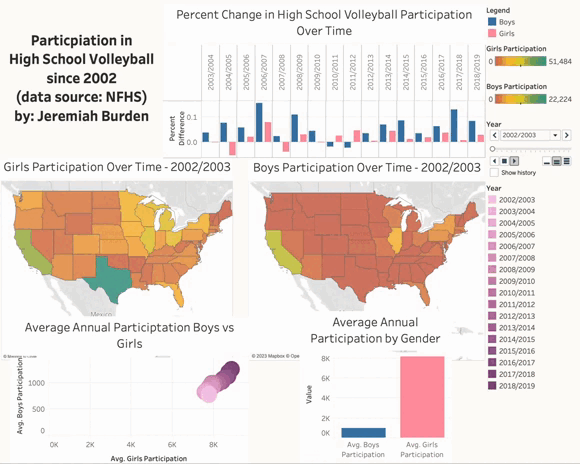 Particpiation in
High School Volleyball
since 2002
(data source: NFHS)
by: Jeremiah Burden
Percent Change in High School Volleyball Participation
Over Time
2003/2004
2004/2005
2005/2006
2006/2007
2007/2008
2008/2009
2009/2010
2010/2011
2011/2012
2012/2013
2013/2014
2014/2015
2015/2016
2016/2017
2017/2018
2018/2019
Percent
Difference
0.1
0.0
Legend
Boys
Girls
Girls Participation
0 51,484
Boys Participation
0 22,224
Year
2002/2003
Show history
Year
2002/2003
2003/2004
2004/2005
2005/2006
2006/2007
2007/2008
2008/2009
2009/2010
2010/2011
2011/2012
2012/2013
2013/2014
2014/2015
2015/2016
2016/2017
2017/2018
2018/2019
Girls Participation Over Time - 2002/2003
Mexico
Boys Participation Over Time - 2002/2003
© 2023 Mapbox © Ope
Average Annual Participtation Boys vs
Girls
Avg. Boys Participation
1000
500
0
0K 2K 4K 6K 8K
Avg. Girls Participation
Average Annual
Participation by Gender
Value
8K
6K
4K
2K
0K
Avg. Boys
Participation
Avg. Girls
Participation